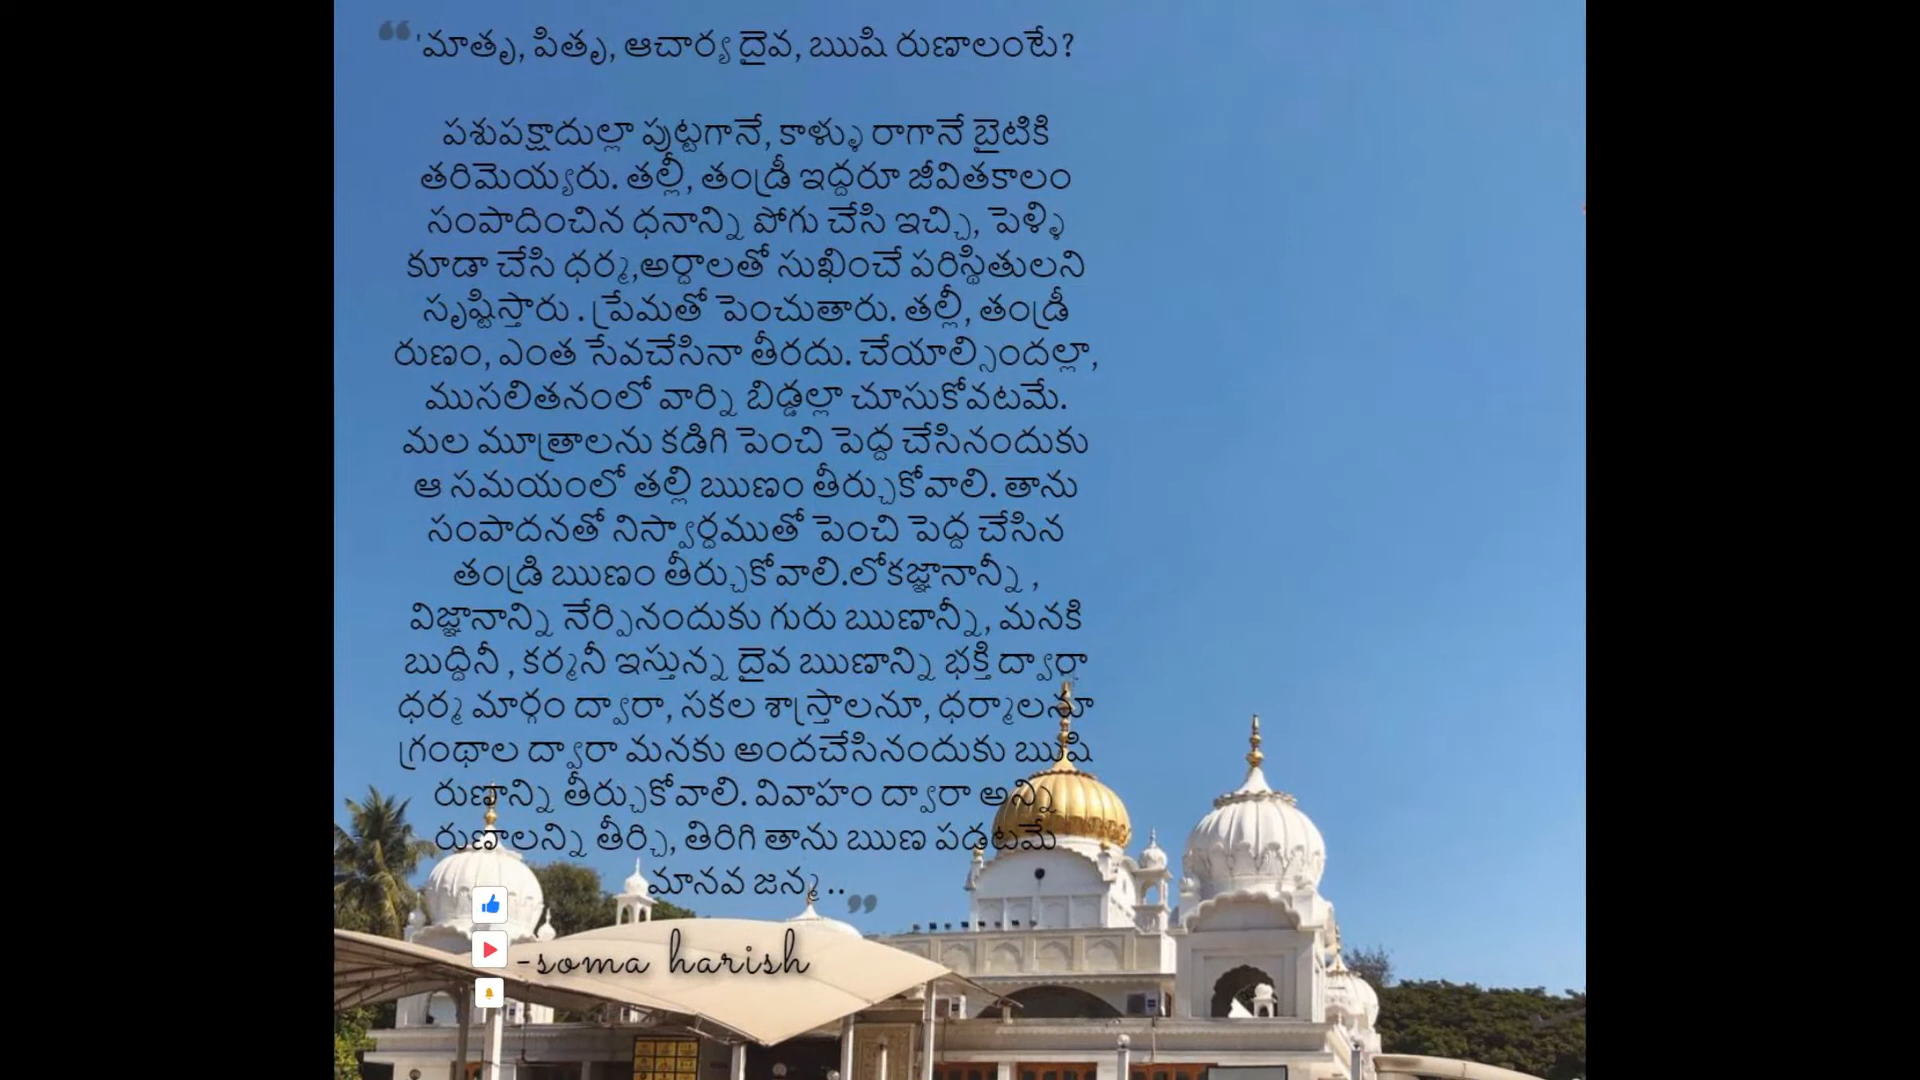 ❝ 'మాతృ, పితృ, ఆచార్య దైవ, ఋషి రుణాలంటే?
పశుపక్షాదుల్లా పుట్టగానే, కాళ్ళు రాగానే బైటికి
తరిమెయ్యరు. తల్లీ, తండ్రీ ఇద్దరూ జీవితకాలం
సంపాదించిన ధనాన్ని పోగు చేసి ఇచ్చి, పెళ్ళి
కూడా చేసి ధర్మ,అర్దాలతో సుఖించే పరిస్థితులని
సృష్టిస్తారు . ప్రేమతో పెంచుతారు. తల్లీ, తండ్రీ
రుణం, ఎంత సేవచేసినా తీరదు. చేయాల్సిందల్లా,
ముసలితనంలో వార్ని బిడ్డల్లా చూసుకోవటమే.
మల మూత్రాలను కడిగి పెంచి పెద్ద చేసినందుకు
ఆ సమయంలో తల్లి ఋణం తీర్చుకోవాలి. తాను
సంపాదనతో నిస్వార్దముతో పెంచి పెద్ద చేసిన
తండ్రి ఋణం తీర్చుకోవాలి.లోకజ్ఞానాన్నీ ,
విజ్ఞానాన్ని నేర్పినందుకు గురు ఋణాన్నీ, మనకి
బుద్దినీ , కర్మనీ ఇస్తున్న దైవ ఋణాన్ని భక్తి ద్వారా
ధర్మ మార్గం ద్వారా, సకల శాస్త్రాలనూ, ధర్మాలనూ
గ్రంథాల ద్వారా మనకు అందచేసినందుకు ఋషి
రుణాన్ని తీర్చుకోవాలి. వివాహం ద్వారా అన్ని
రుణాలన్ని తీర్చి, తిరిగి తాను ఋణ పడటమే
మానవ జన్మ .. ❞
-soma harish